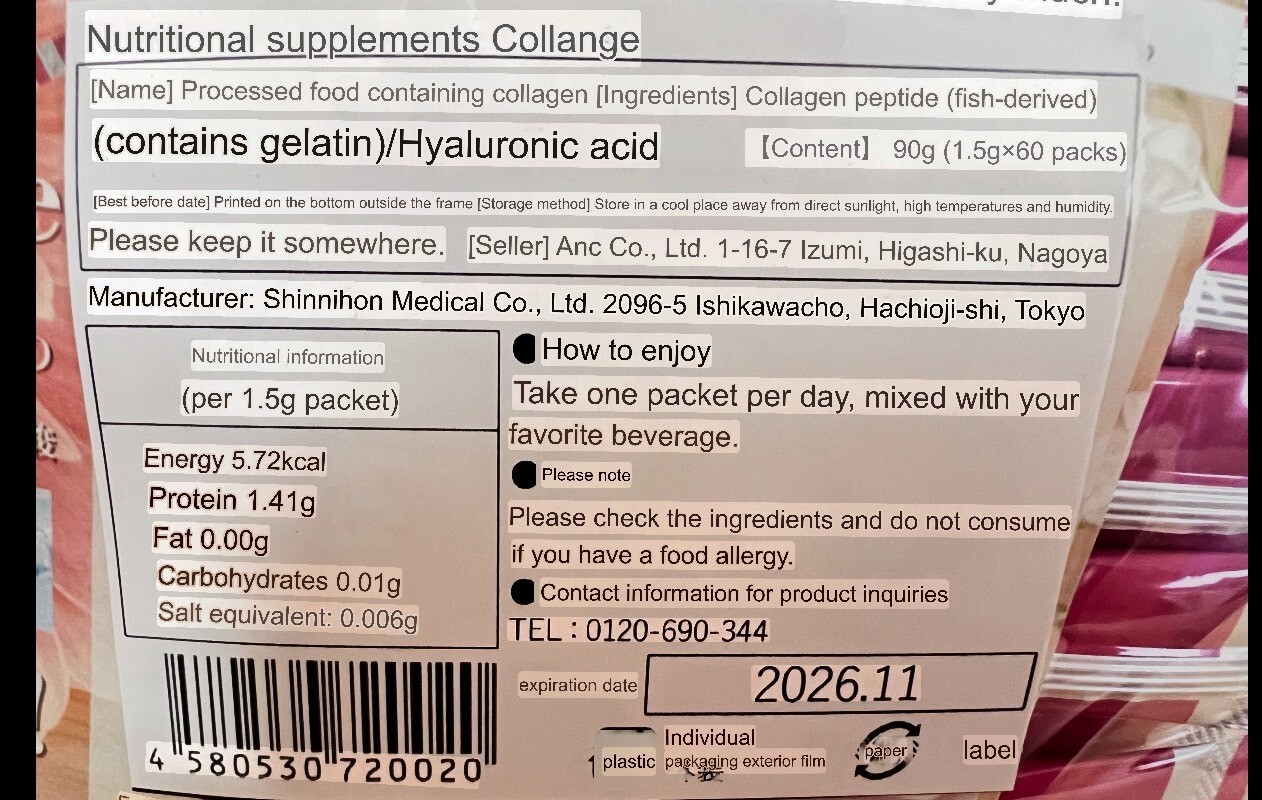 Nutritional supplements Collange
[Name] Processed food containing collagen [Ingredients] Collagen peptide (fish-derived)
(contains gelatin)/Hyaluronic acid 【Content】 90g (1.5g×60 packs)
[Best before date] Printed on the bottom outside the frame [Storage method] Store in a cool place away from direct sunlight, high temperatures and humidity.
Please keep it somewhere. [Seller] Anc Co., Ltd. 1-16-7 Izumi, Higashi-ku, Nagoya
Manufacturer: Shinnihon Medical Co., Ltd. 2096-5 Ishikawacho, Hachioji-shi, Tokyo
Nutritional information
(per 1.5g packet)
Energy 5.72kcal
Protein 1.41g
Fat 0.00g
Carbohydrates 0.01g
Salt equivalent: 0.006g
● How to enjoy
Take one packet per day, mixed with your
favorite beverage.
● Please note
Please check the ingredients and do not consume
if you have a food allergy.
● Contact information for product inquiries
TEL : 0120-690-344
expiration date 2026.11
4 580530 720020
plastic
Individual
packaging exterior film
paper
label